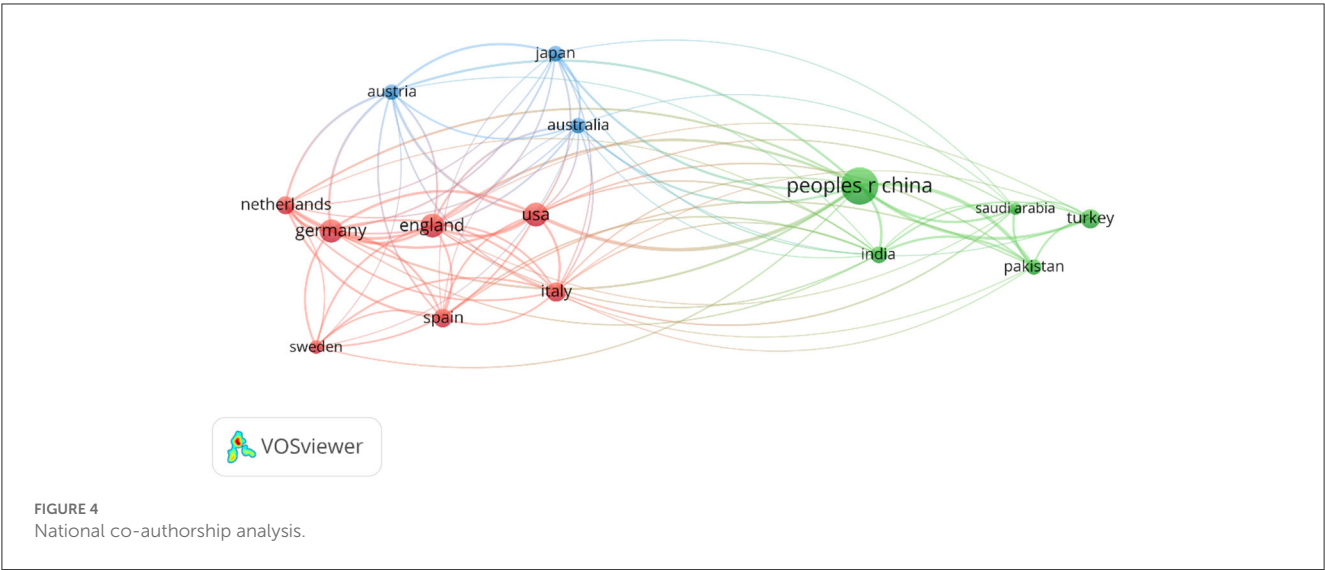 japan
austria
australia
peoples r china
netherlands
saudi arabia
turkey
germany
england
usa
india
pakistan
italy
spain
sweden
VOSviewer
FIGURE 4
National co-authorship analysis.